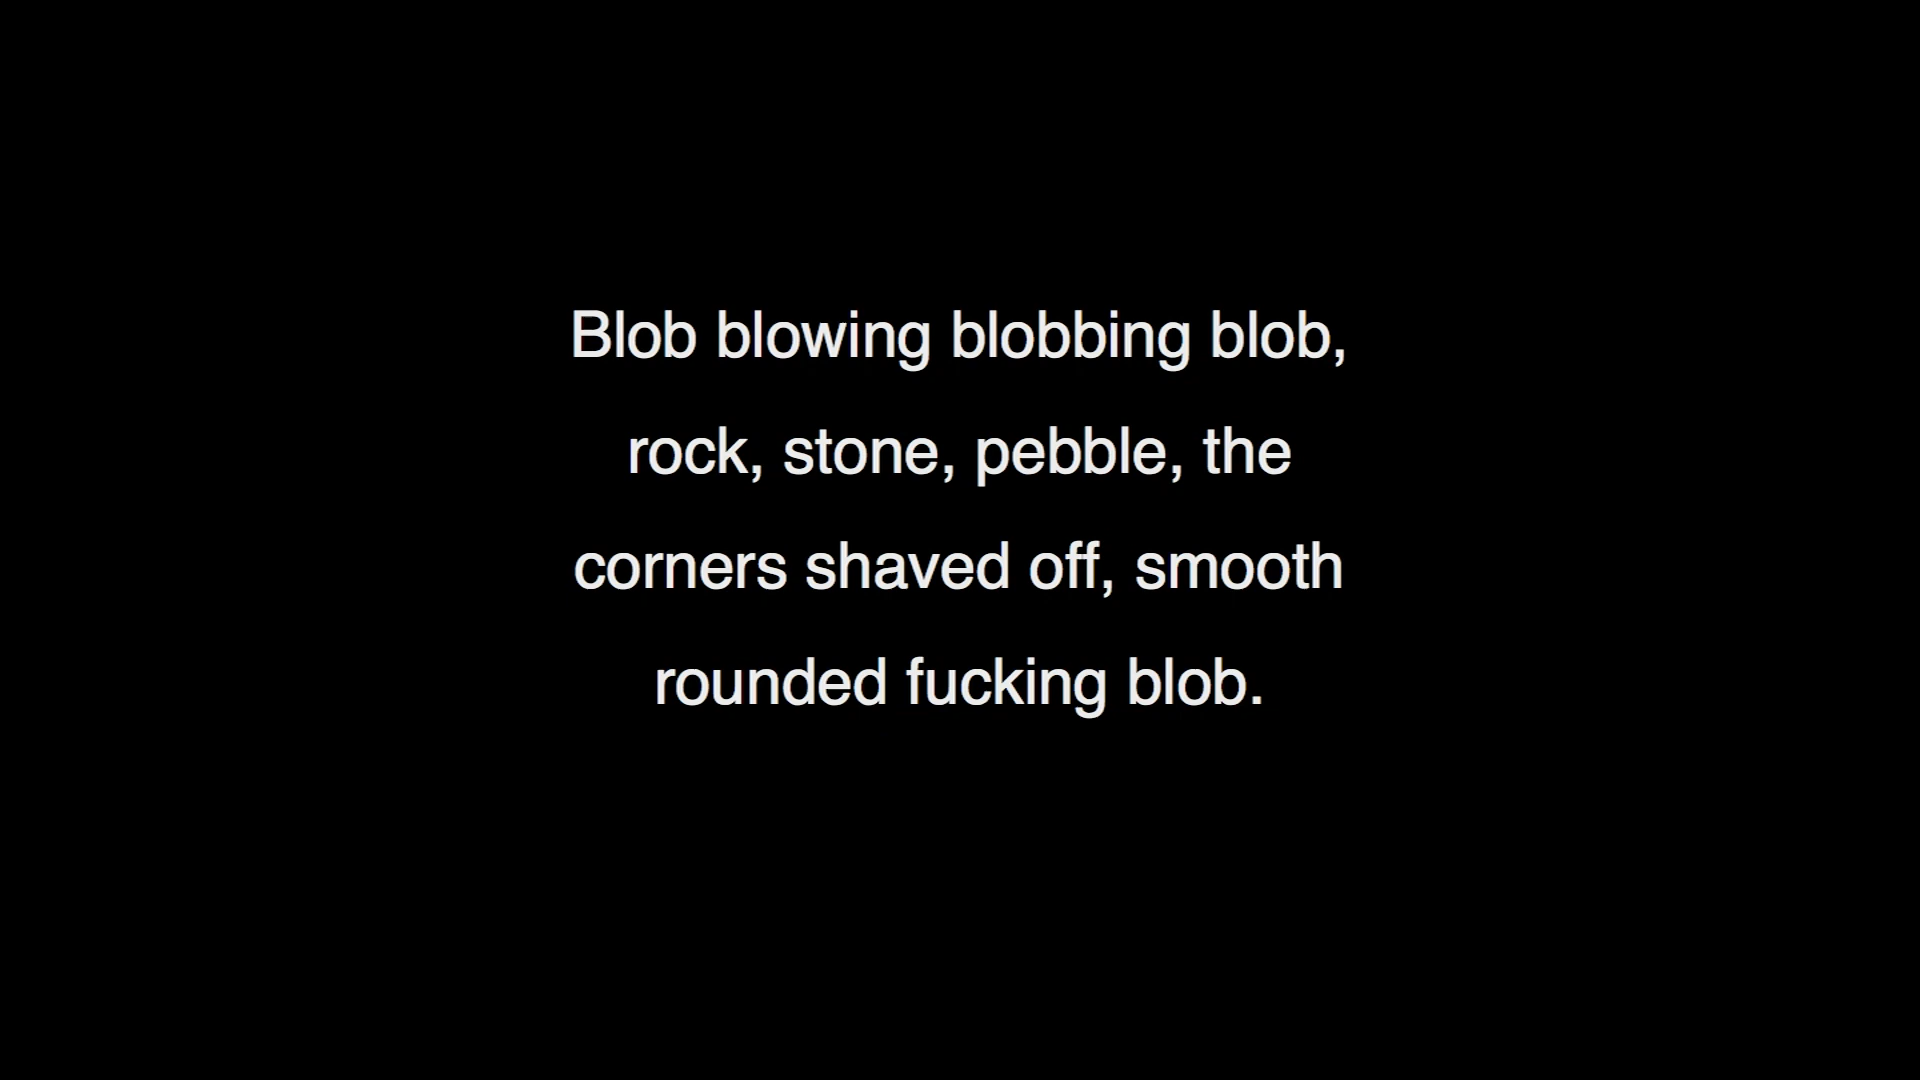 Blob blowing blobbing blob,
rock, stone, pebble, the
corners shaved off, smooth
rounded fucking blob.